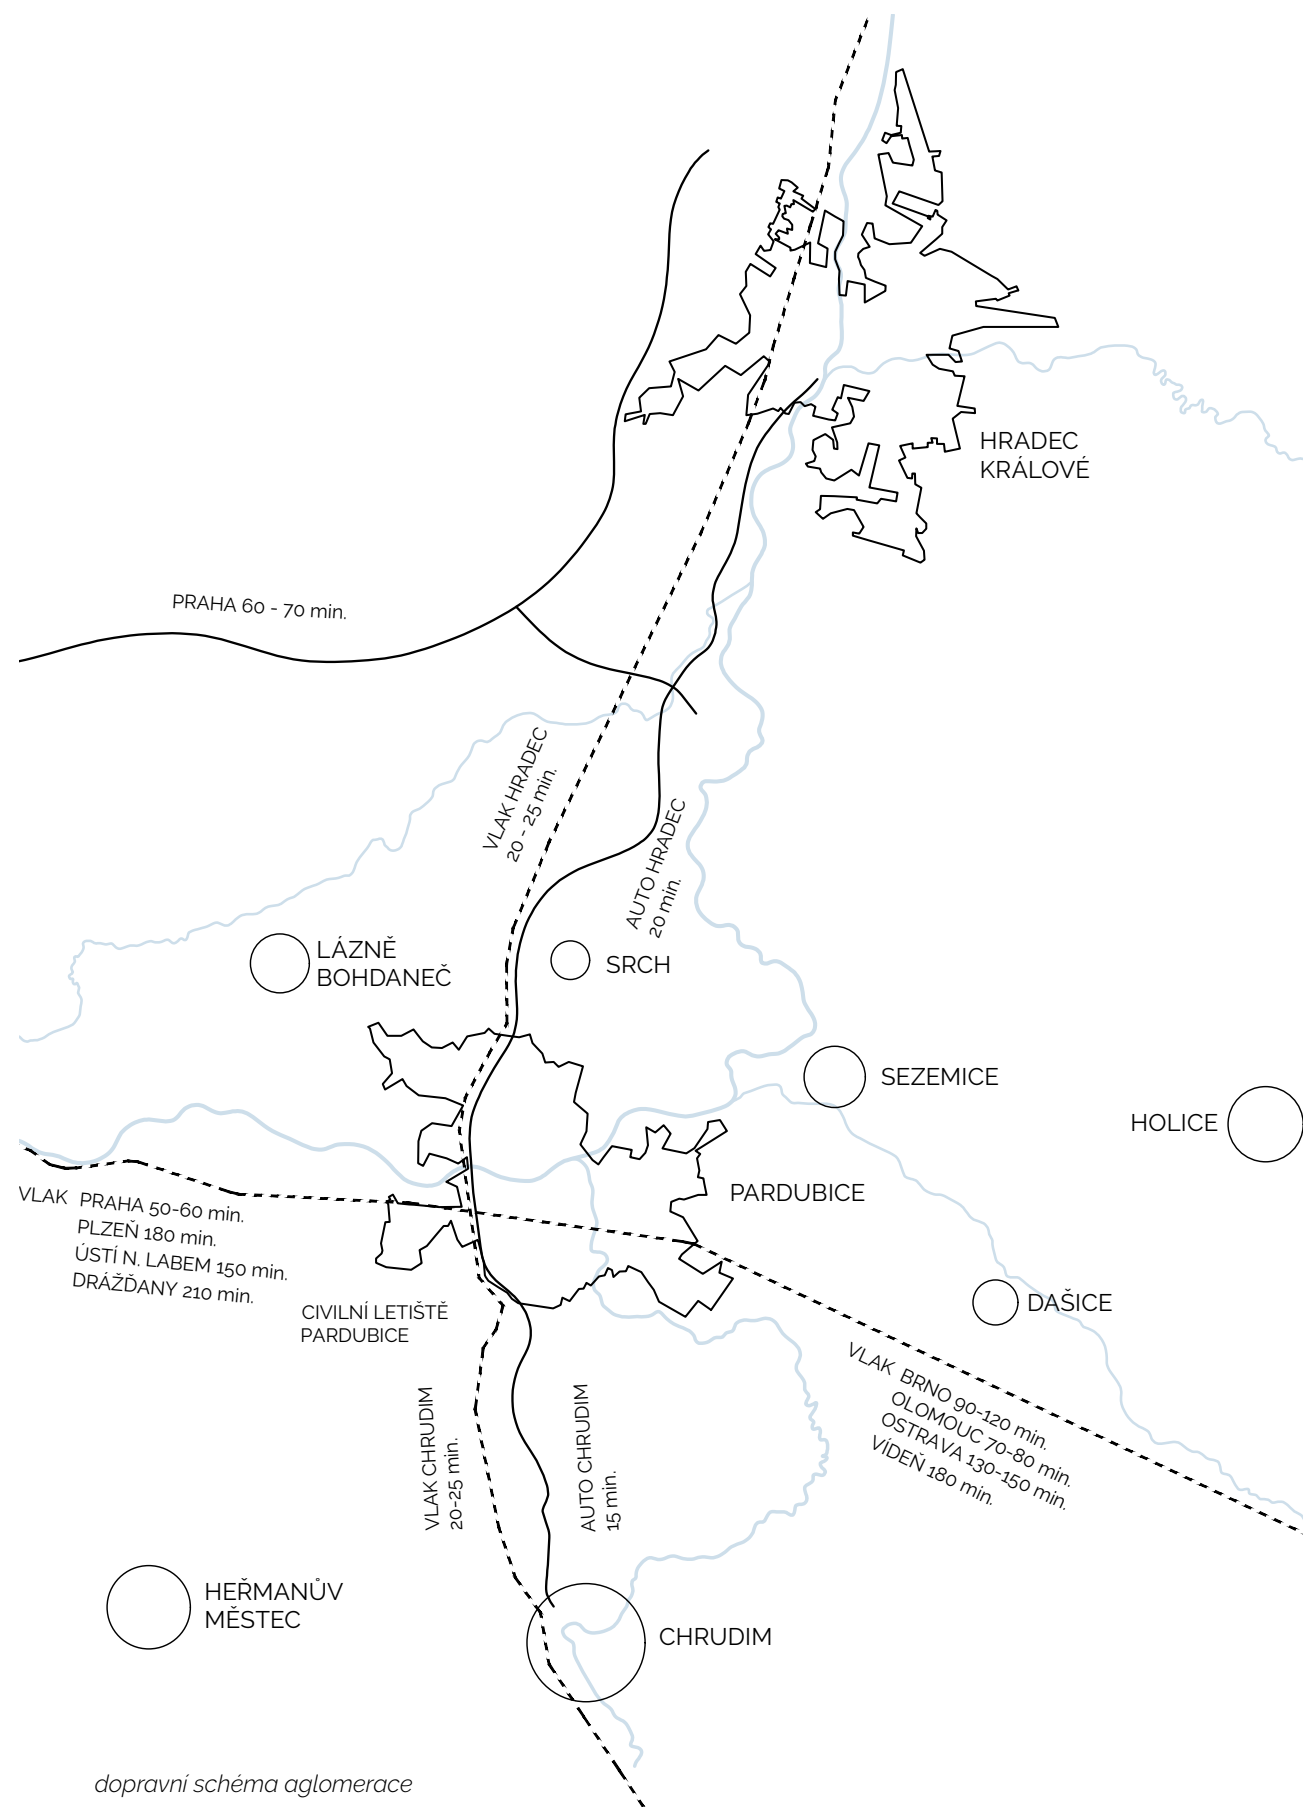 HRADEC
KRÁLOVÉ
PRAHA 60 - 70 min.
VLAK HRADEC
20 - 25 min.
AUTO HRADEC
20 min.
LÁZNĚ
BOHDANEČ
SRCH
SEZEMICE
HOLICE
PARDUBICE
VLAK PRAHA 50-60 min.
PLZEŇ 180 min.
ÚSTÍ N. LABEM 150 min.
DRÁŽĎANY 210 min.
CIVILNÍ LETIŠTĚ
PARDUBICE
DAŠICE
VLAK BRNO 90-120 min.
OLOMOUC 70-80 min.
OSTRAVA 130-150 min.
VÍDEŇ 180 min.
VLAK CHRUDIM
20-25 min.
AUTO CHRUDIM
15 min.
HEŘMANŮV
MĚSTEC
CHRUDIM
dopravní schéma aglomerace